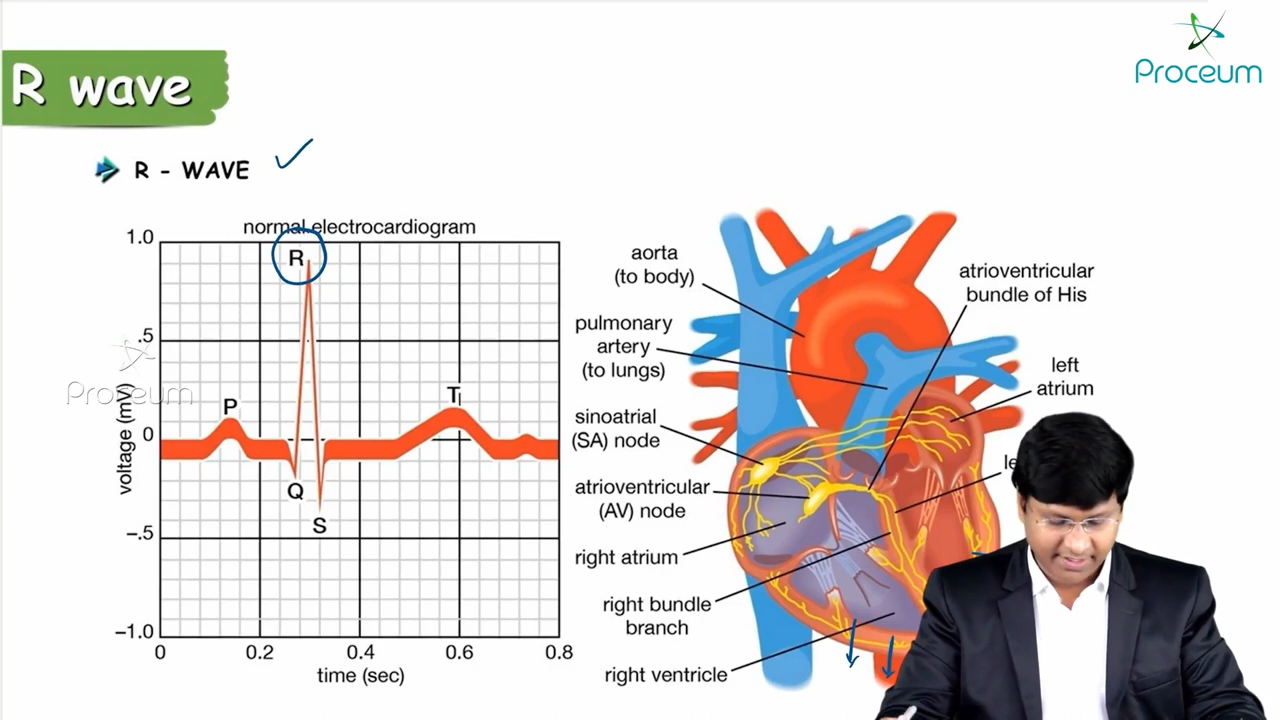 Proceum
R wave
R - WAVE
normal electrocardiogram
1.0
.5
0
–.5
–1.0
voltage (mV)
R
P
T
Q
S
0 0.2 0.4 0.6 0.8
time (sec)
Proceum
aorta
(to body)
pulmonary
artery
(to lungs)
sinoatrial
(SA) node
atrioventricular
(AV) node
right atrium
right bundle
branch
right ventricle
atrioventricular
bundle of His
left
atrium